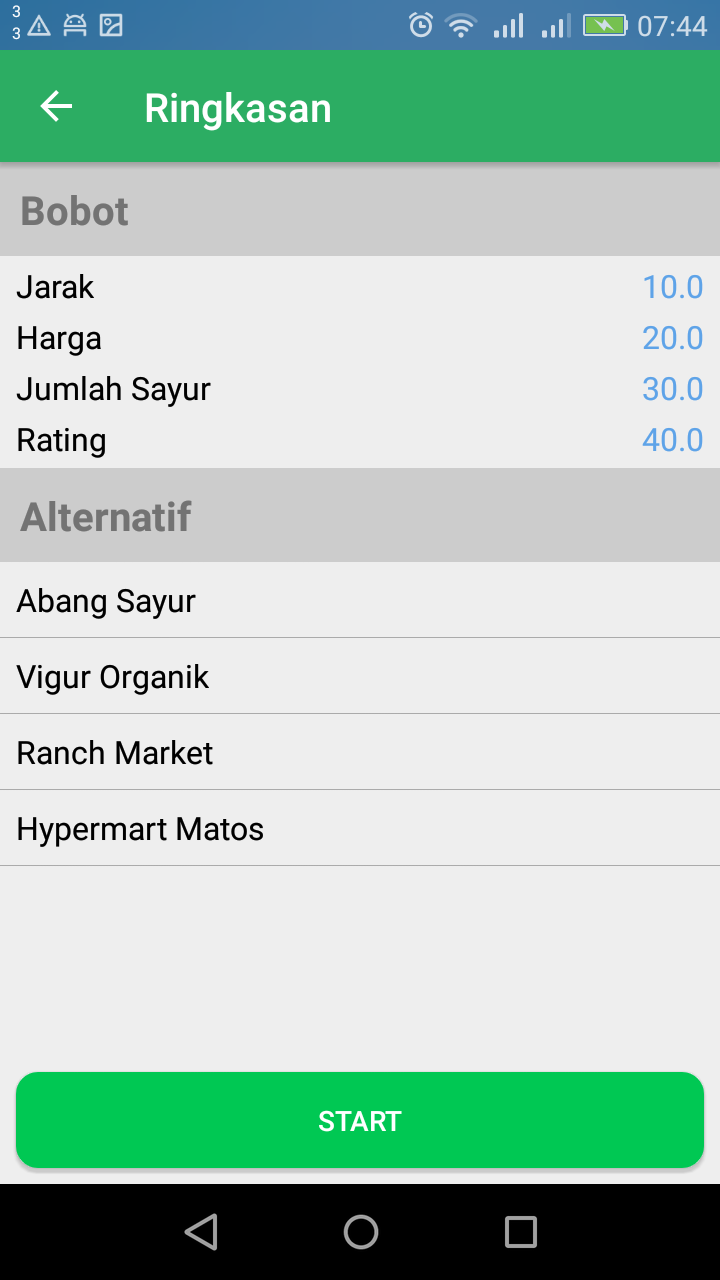 3
3
07:44
Ringkasan
Bobot
Jarak 10.0
Harga 20.0
Jumlah Sayur 30.0
Rating 40.0
Alternatif
Abang Sayur
Vigur Organik
Ranch Market
Hypermart Matos
START